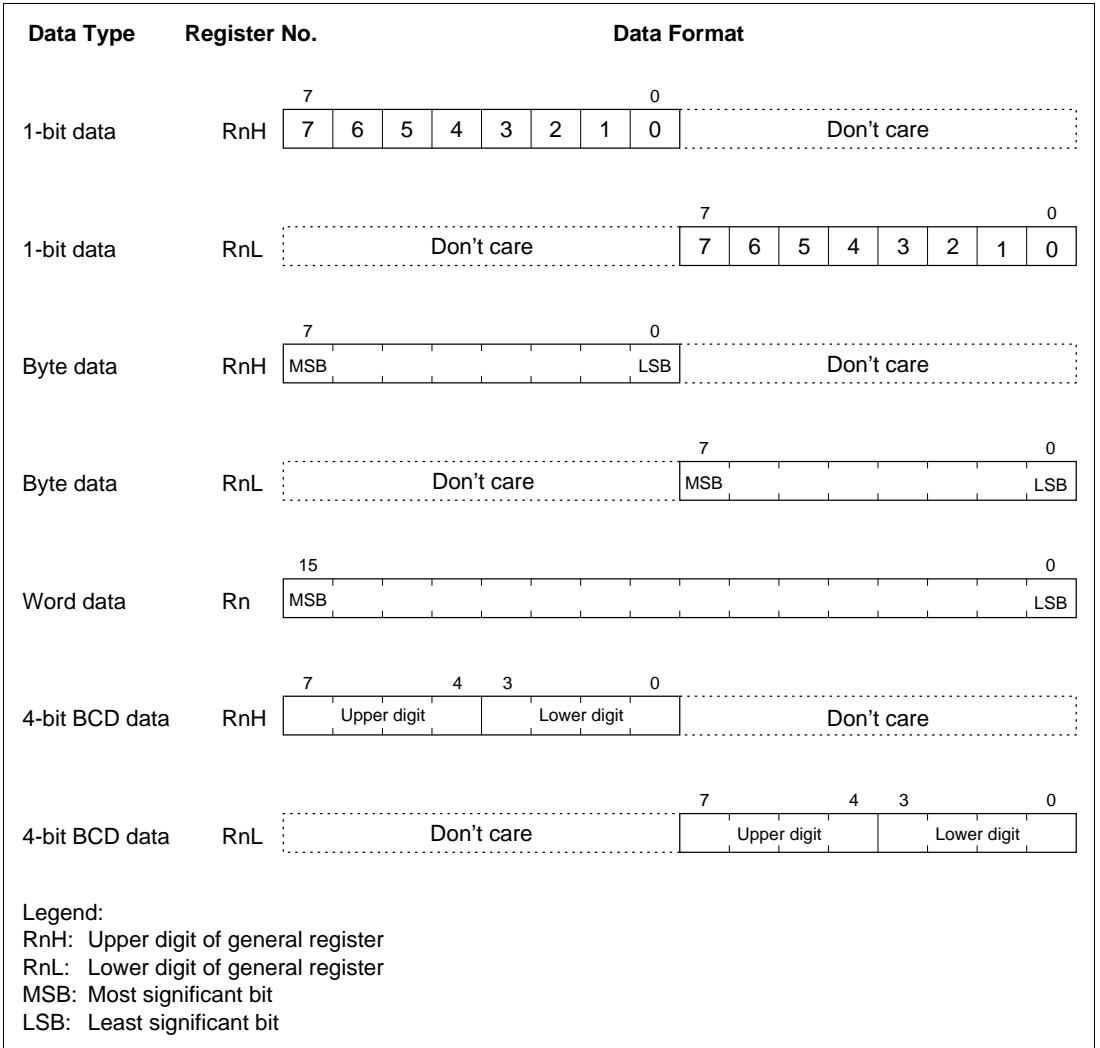 Data Type Register No. Data Format
7 0
1-bit data RnH 7 6 5 4 3 2 1 0 Don't care
7 0
1-bit data RnL Don't care 7 6 5 4 3 2 1 0
7 0
Byte data RnH MSB LSB Don't care
7 0
Byte data RnL Don't care MSB LSB
15 0
Word data Rn MSB LSB
7 4 3 0
4-bit BCD data RnH Upper digit Lower digit Don't care
7 4 3 0
4-bit BCD data RnL Don't care Upper digit Lower digit
Legend:
RnH: Upper digit of general register
RnL: Lower digit of general register
MSB: Most significant bit
LSB: Least significant bit